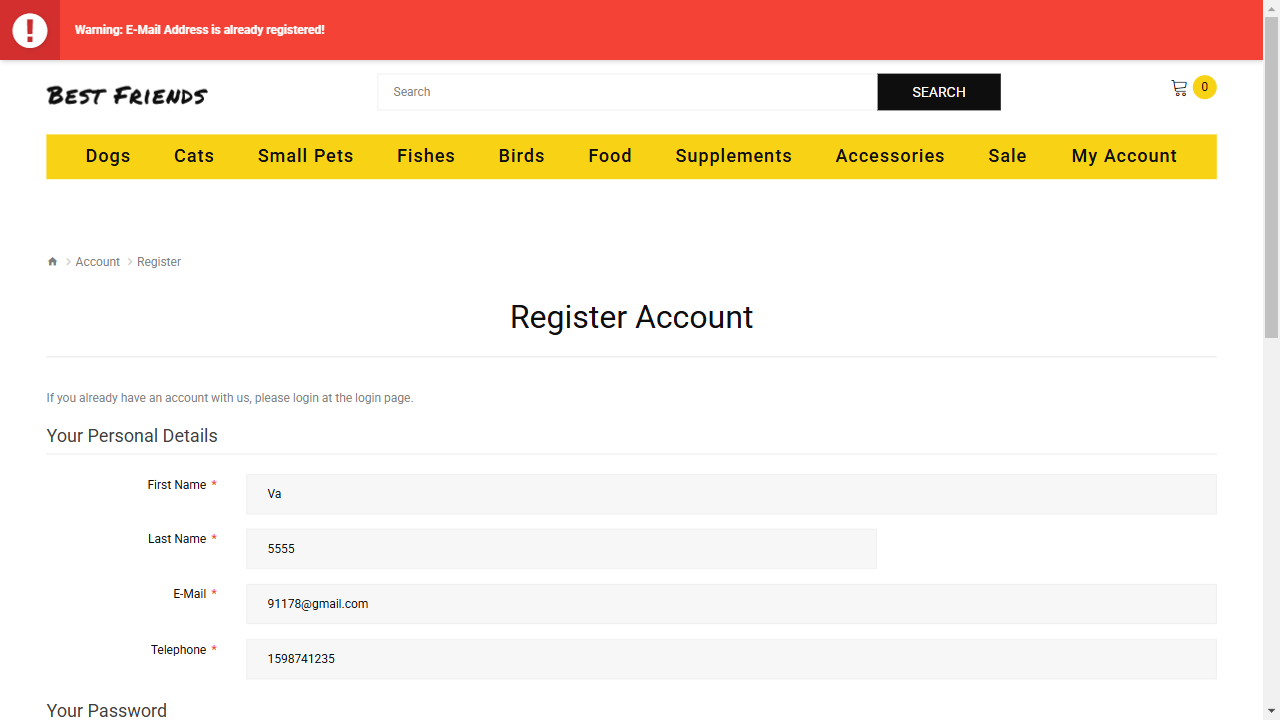 Warning: E-Mail Address is already registered!
Best Friends
Search
SEARCH
0
Dogs Cats Small Pets Fishes Birds Food Supplements Accessories Sale My Account
Account Register
Register Account
If you already have an account with us, please login at the login page.
Your Personal Details
First Name *
Va
Last Name *
5555
E-Mail *
91178@gmail.com
Telephone *
1598741235
Your Password